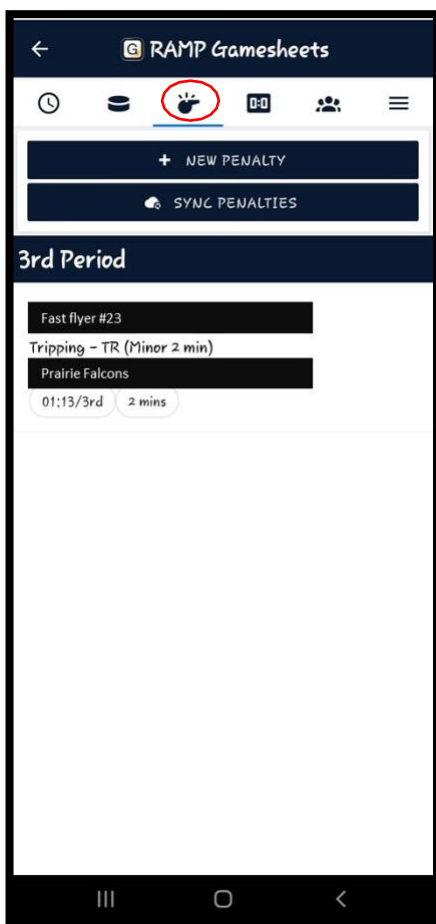 G RAMP Gamesheets
0:0
+ NEW PENALTY
SYNC PENALTIES
3rd Period
Fast flyer #23
Tripping - TR (Minor 2 min)
Prairie Falcons
01:13/3rd 2 mins